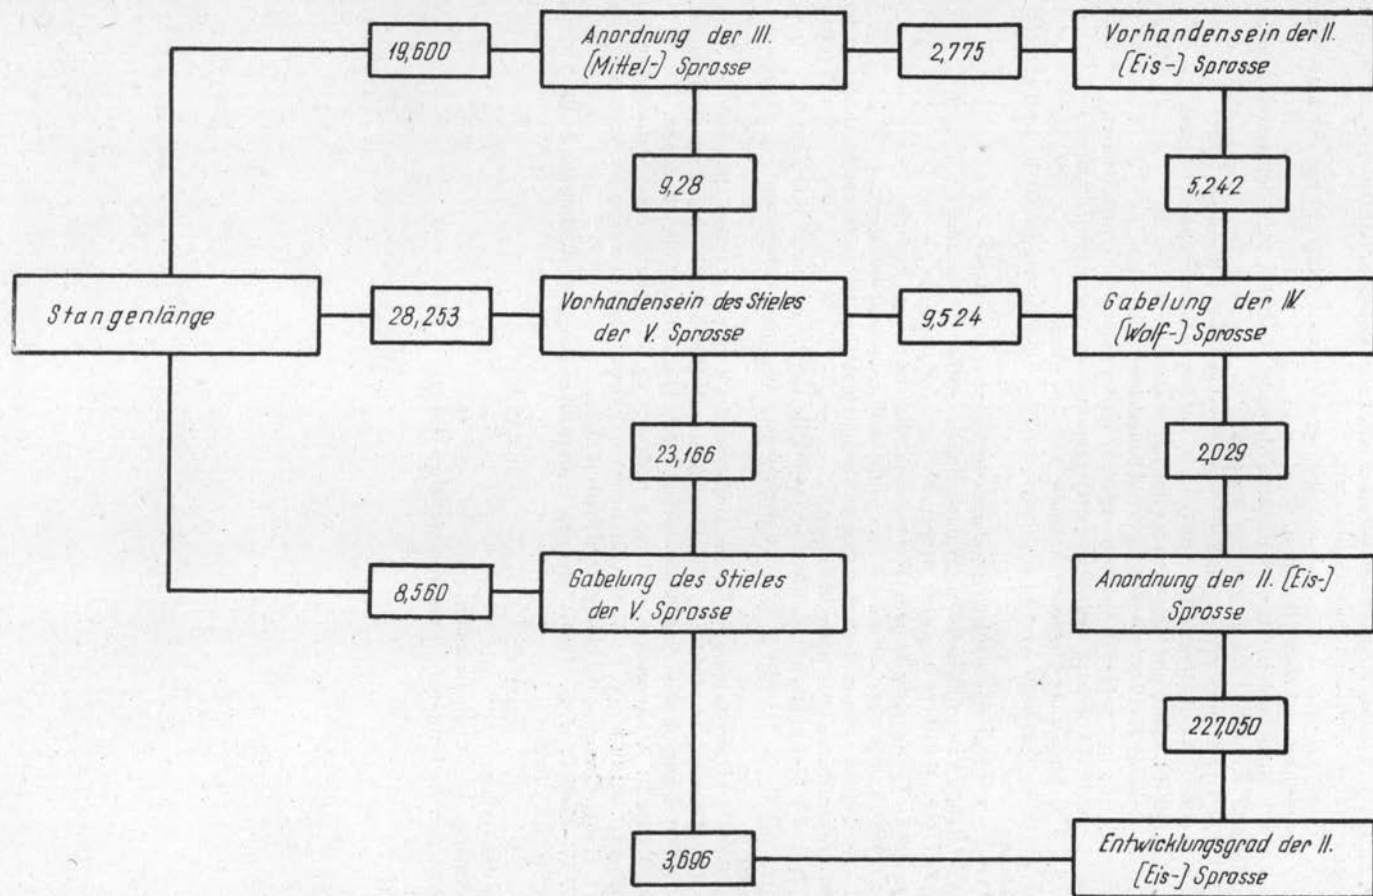 19,600
Anordnung der III.
(Mittel-) Sprosse
2,775
Vorhandensein der II.
(Eis-) Sprosse
9,28
5,242
Stangenlänge
28,253
Vorhandensein des Stieles
der V. Sprosse
9,524
Gabelung der IV.
(Wolf-) Sprosse
23,166
2,029
8,560
Gabelung des Stieles
der V. Sprosse
Anordnung der II. (Eis-)
Sprosse
227,050
3,696
Entwicklungsgrad der II.
(Eis-) Sprosse